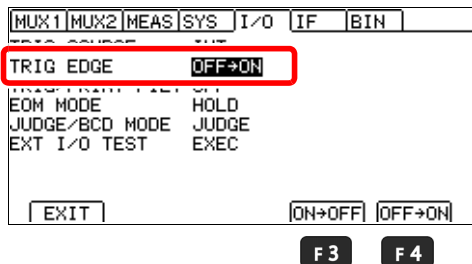 MUX1 MUX2 MEAS SYS I/O IF BIN
TRIG EDGE OFF→ON
EOM MODE HOLD
JUDGE/BCD MODE JUDGE
EXT I/O TEST EXEC
EXIT ON→OFF OFF→ON
F3 F4